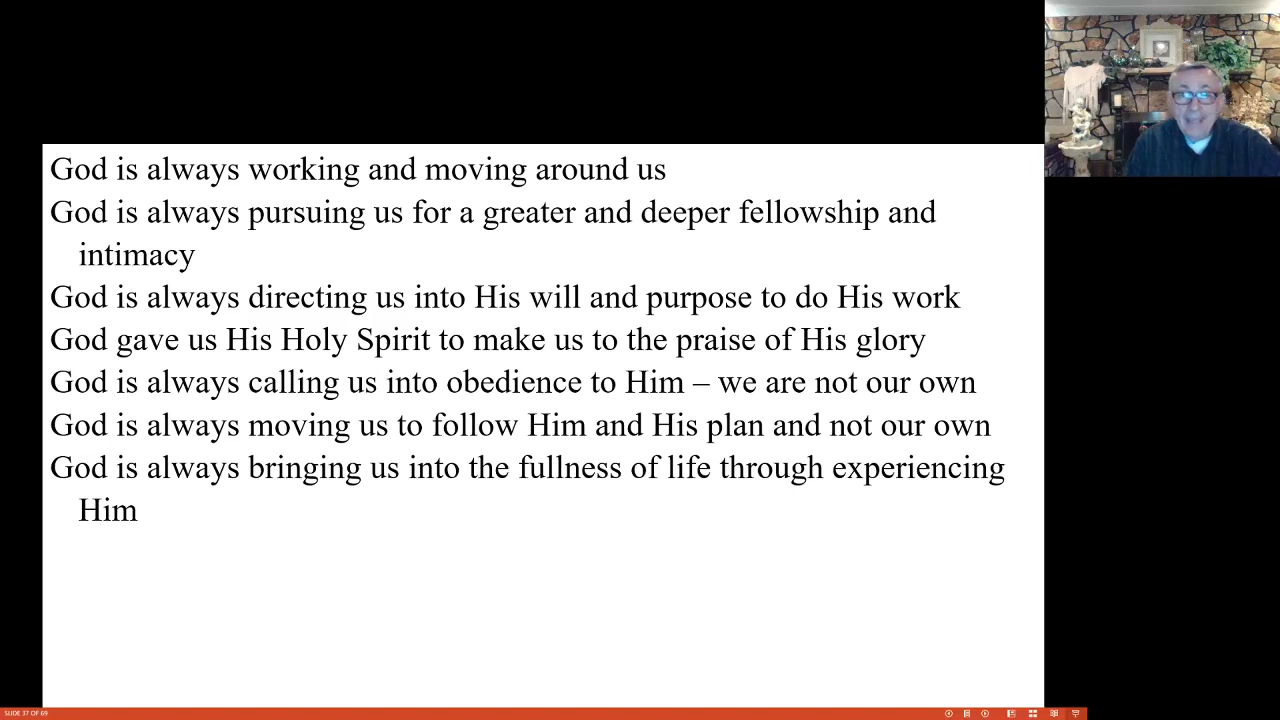 God is always working and moving around us
God is always pursuing us for a greater and deeper fellowship and
intimacy
God is always directing us into His will and purpose to do His work
God gave us His Holy Spirit to make us to the praise of His glory
God is always calling us into obedience to Him – we are not our own
God is always moving us to follow Him and His plan and not our own
God is always bringing us into the fullness of life through experiencing
Him
SLIDE 37 OF 69